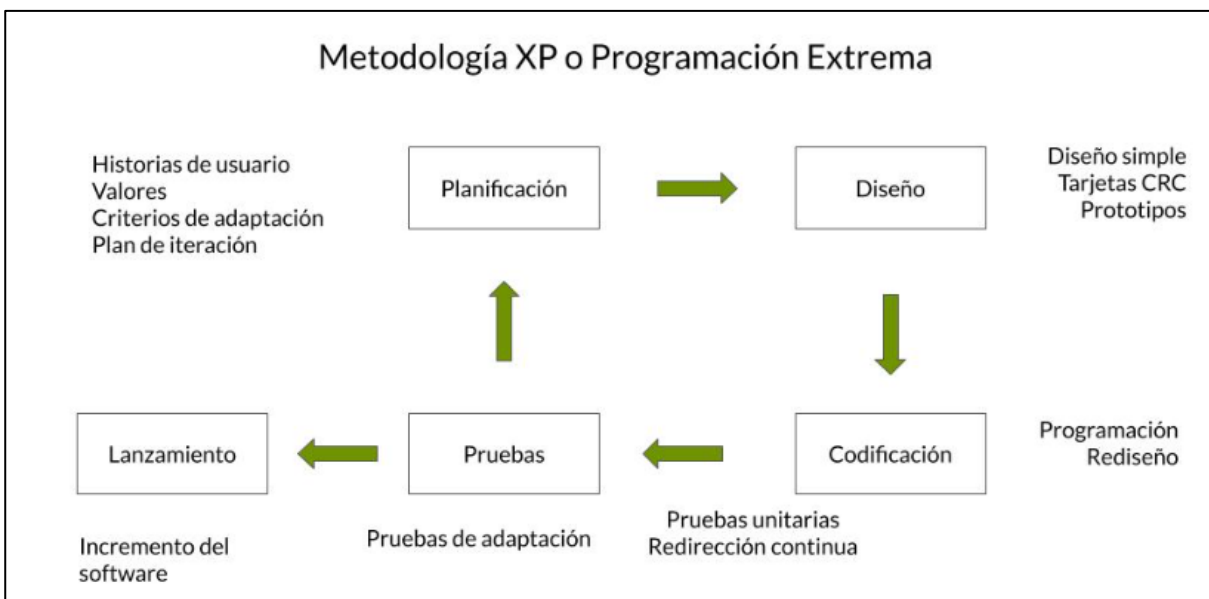 Metodología XP o Programación Extrema
Historias de usuario
Valores
Criterios de adaptación
Plan de iteración
Planificación
Diseño
Diseño simple
Tarjetas CRC
Prototipos
Lanzamiento
Pruebas
Codificación
Programación
Rediseño
Incremento del
software
Pruebas de adaptación
Pruebas unitarias
Redirección continua